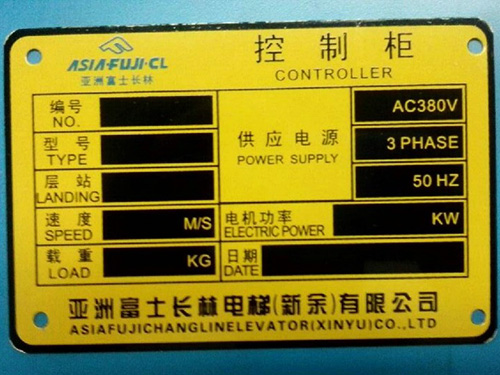 ASIA·FUJI·CL
亚洲富士长林
控制柜
CONTROLLER
编号
NO.
型号
TYPE
层站
LANDING
速度
SPEED
M/S
载重
LOAD
KG
供应电源
POWER SUPPLY
AC380V
3 PHASE
50 HZ
电机功率
ELECTRIC POWER
KW
日期
DATE
亚洲富士长林电梯(新余)有限公司
ASIAFUJICHANGLINELEVATOR(XINYU)CO.,LTD